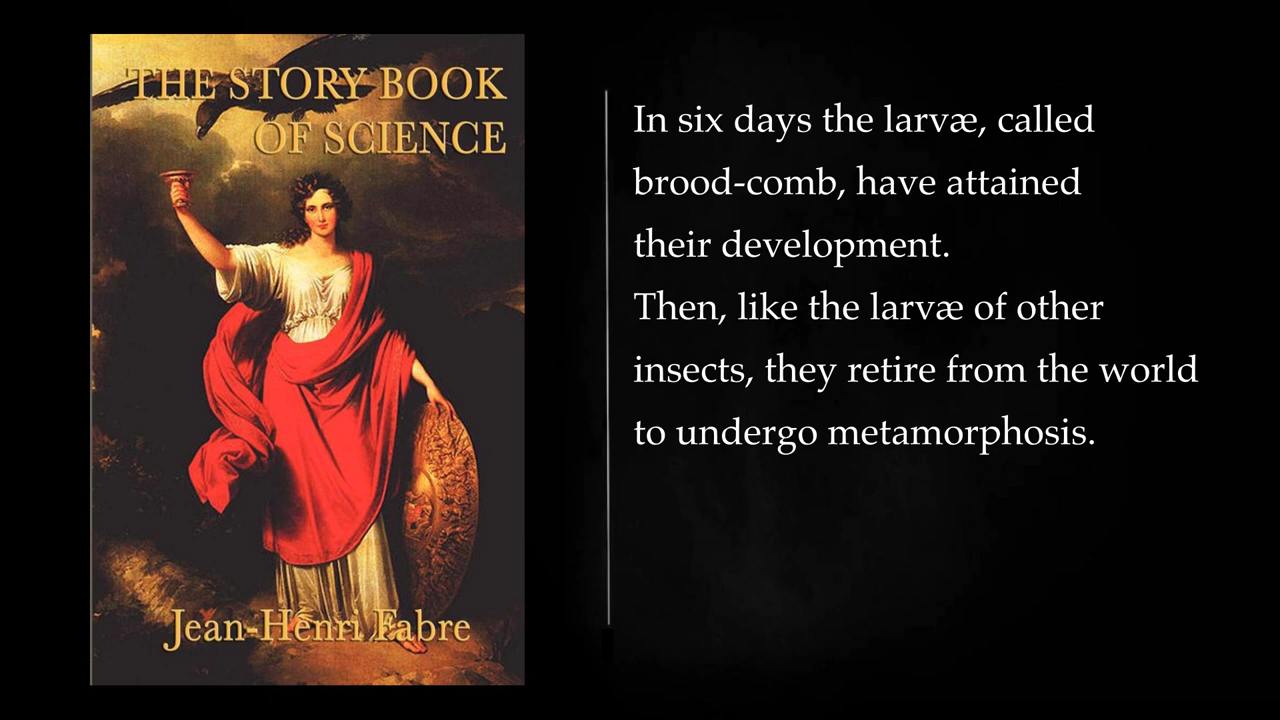 THE STORY BOOK
OF SCIENCE
Jean-Henri Fabre
In six days the larvæ, called
brood-comb, have attained
their development.
Then, like the larvæ of other
insects, they retire from the world
to undergo metamorphosis.